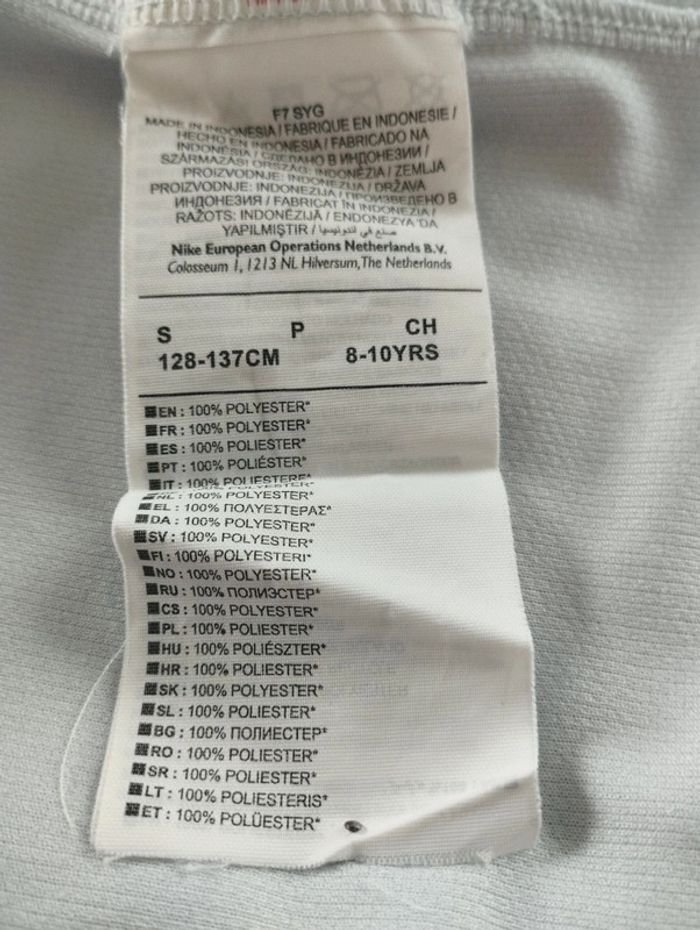 F7 SYG
MADE IN INDONESIA / FABRIQUE EN INDONESIE /
HECHO EN INDONESIA / FABRICADO NA
INDONÉSIA / СДЕЛАНО В ИНДОНЕЗИИ /
SZÁRMAZÁSI ORSZÁG: INDONÉZIA / ZEMLJA
PROIZVODNJE: INDONEZIJA / DRŽAVA
PROIZVODNJE: INDONEZIJA / ПРОИЗВЕДЕНО В
ИНДОНЕЗИЯ / FABRICAT ÎN INDONEZIA /
RAŽOTS: INDONĒZIJĀ / ENDONEZYA 'DA
YAPILMIŞTIR / صنع في اندونيسيا
Nike European Operations Netherlands B.V.
Colosseum 1, 1213 NL Hilversum, The Netherlands
S P CH
128-137CM 8-10YRS
EN : 100% POLYESTER*
FR : 100% POLYESTER*
ES : 100% POLIESTER*
PT : 100% POLIÉSTER*
IT : 100% POLIESTERE*
NL : 100% POLYESTER*
EL : 100% ΠΟΛΥΕΣΤΕΡΑΣ*
DA : 100% POLYESTER*
SV : 100% POLYESTER*
FI : 100% POLYESTERI*
NO : 100% POLYESTER*
RU : 100% ПОЛИЭСТЕР*
CS : 100% POLYESTER*
PL : 100% POLIESTER*
HU : 100% POLIÉSZTER*
HR : 100% POLIESTER*
SK : 100% POLYESTER*
SL : 100% POLIESTER*
BG : 100% ПОЛИЕСТЕР*
RO : 100% POLIESTER*
SR : 100% POLIESTER*
LT : 100% POLIESTERIS*
ET : 100% POLÜESTER*